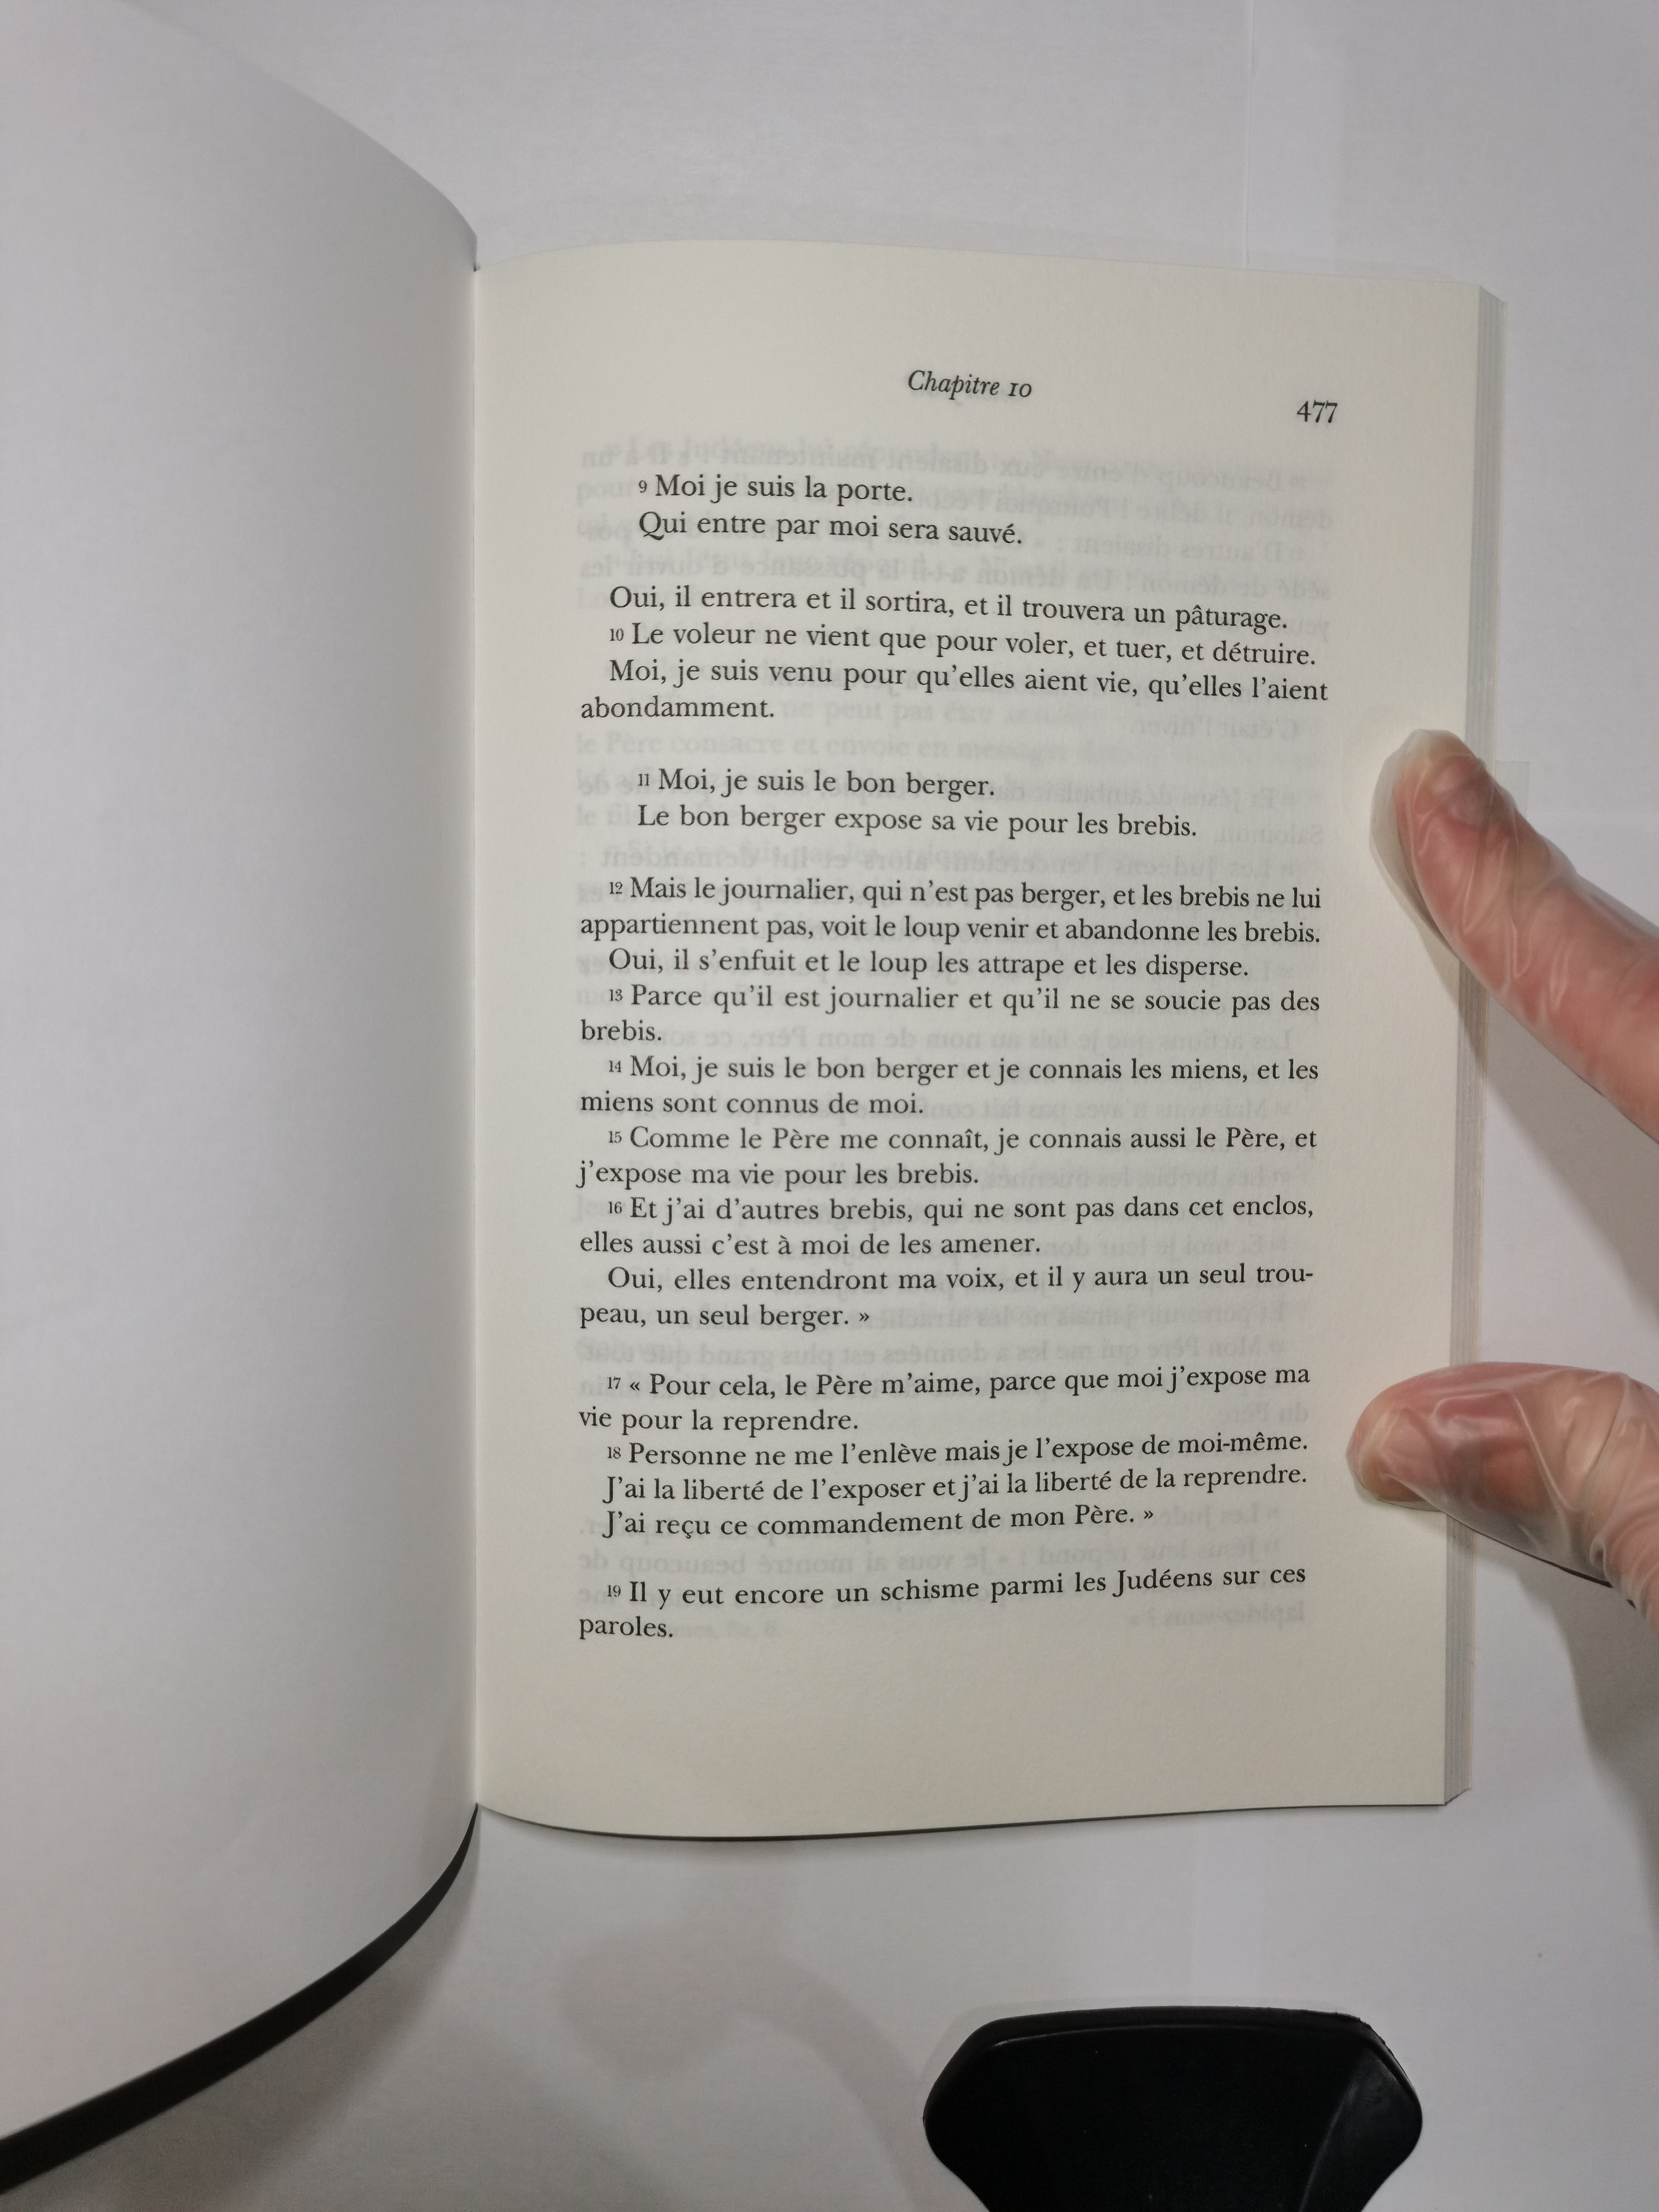 Chapitre 10
477
9 Moi je suis la porte.
Qui entre par moi sera sauvé.
Oui, il entrera et il sortira, et il trouvera un pâturage.
10 Le voleur ne vient que pour voler, et tuer, et détruire.
Moi, je suis venu pour qu'elles aient vie, qu'elles l'aient
abondamment.
11 Moi, je suis le bon berger.
Le bon berger expose sa vie pour les brebis.
12 Mais le journalier, qui n'est pas berger, et les brebis ne lui
appartiennent pas, voit le loup venir et abandonne les brebis.
Oui, il s'enfuit et le loup les attrape et les disperse.
13 Parce qu'il est journalier et qu'il ne se soucie pas des
brebis.
14 Moi, je suis le bon berger et je connais les miens, et les
miens sont connus de moi.
15 Comme le Père me connaît, je connais aussi le Père, et
j'expose ma vie pour les brebis.
16 Et j'ai d'autres brebis, qui ne sont pas dans cet enclos,
elles aussi c'est à moi de les amener.
Oui, elles entendront ma voix, et il y aura un seul trou-
peau, un seul berger. »
17 « Pour cela, le Père m'aime, parce que moi j'expose ma
vie pour la reprendre.
18 Personne ne me l'enlève mais je l'expose de moi-même.
J'ai la liberté de l'exposer et j'ai la liberté de la reprendre.
J'ai reçu ce commandement de mon Père. »
19 Il y eut encore un schisme parmi les Judéens sur ces
paroles.